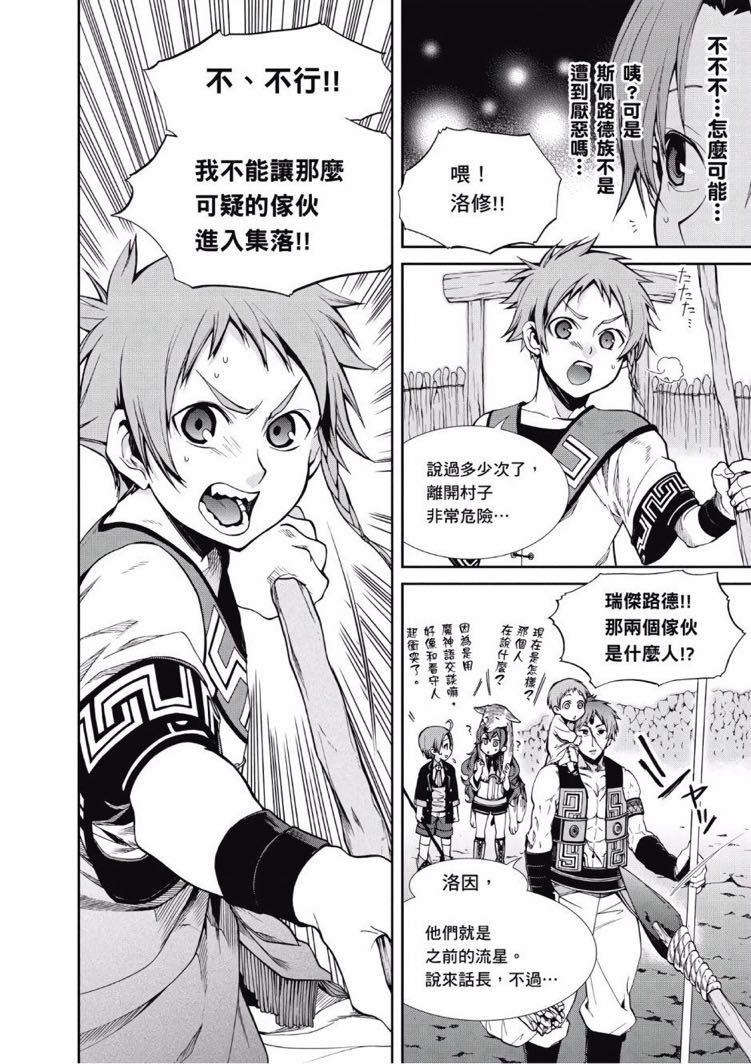 不不不…怎麼可能…
咦？可是
斯佩路德族不是
遭到厭惡嗎…
喂！
洛修!!
たたた…
說過多少次了，
離開村子
非常危險…
瑞傑路德!!
那兩個傢伙
是什麼人!?
現在是怎樣？
那個人
在說什麼？
因為是用
魔神語交談嘛。
好像和看守人
起衝突了。
洛因，
他們就是
之前的流星。
說來話長，不過…
不、不行!!
我不能讓那麼
可疑的傢伙
進入集落!!